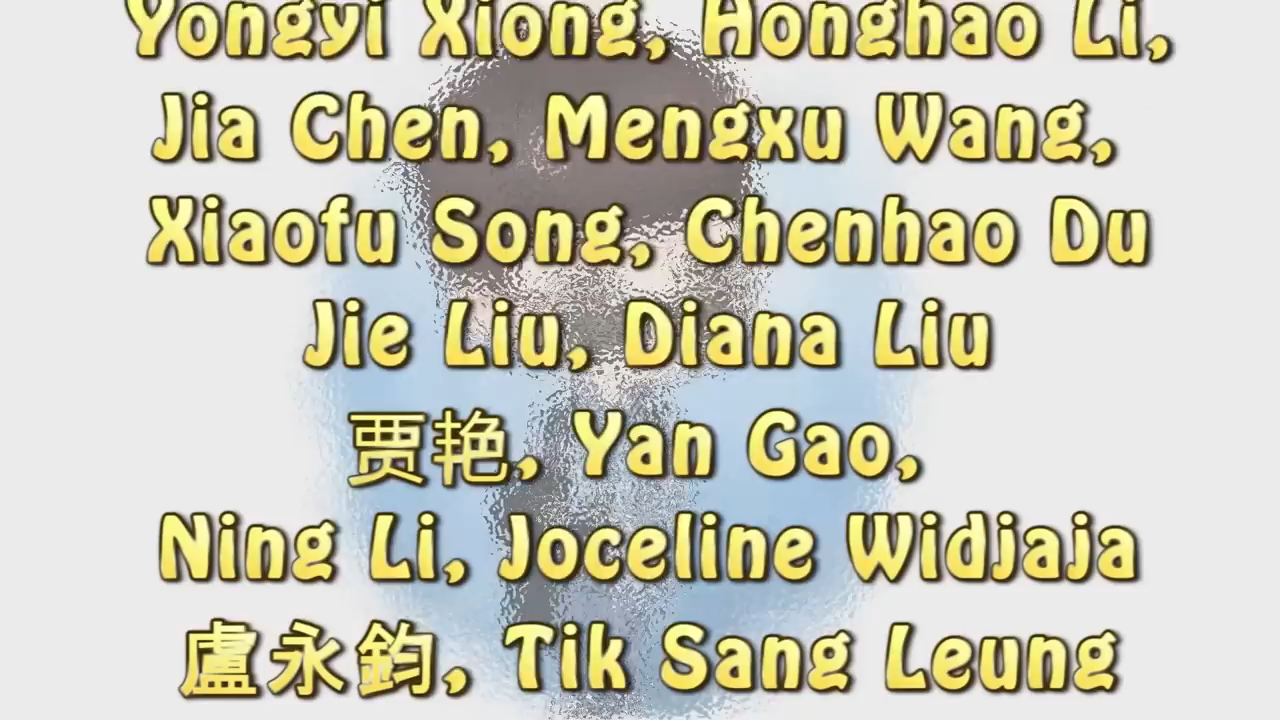 Yongyi Xiong, Honghao Li,
Jia Chen, Mengxu Wang,
Xiaofu Song, Chenhao Du
Jie Liu, Diana Liu
贾艳, Yan Gao,
Ning Li, Joceline Widjaja
盧永鈞, Tik Sang Leung